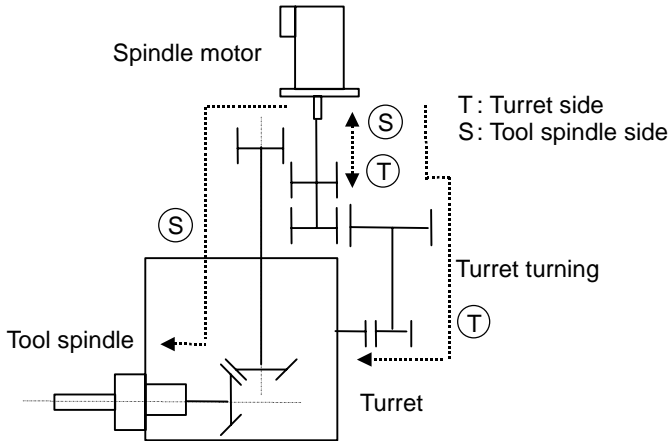 Spindle motor
S
T : Turret side
S : Tool spindle side
T
S
Turret turning
T
Tool spindle
Turret